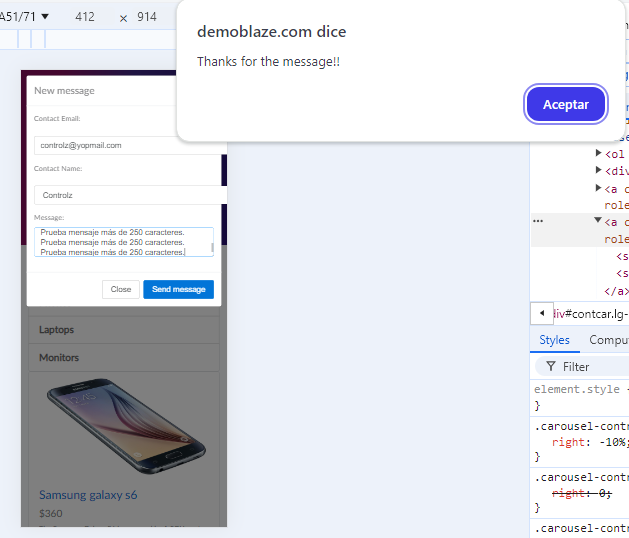 A51/71 ▼ 412 × 914
demoblaze.com dice
Thanks for the message!!
Aceptar
New message
Contact Email:
controlz@yopmail.com
Contact Name:
Controlz
Message:
Prueba mensaje más de 250 caracteres.
Prueba mensaje más de 250 caracteres.
Prueba mensaje más de 250 caracteres.
Close
Send message
Laptops
Monitors
Samsung galaxy s6
$360
<ol
<div
<a c
role
<a c
role
<s
<s
</a>
div#contcar.lg-
Styles Compu
Filter
element.style
}
.carousel-contr
right: -10%;
}
.carousel-contr
right: 0;
}
.carousel-contr